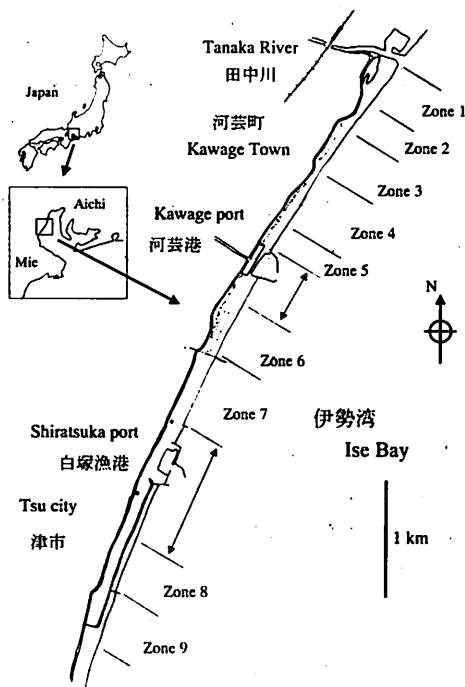 Tanaka River
田中川
Japan
Zone 1
河芸町
Kawage Town
Zone 2
Zone 3
Aichi
Kawage port
河芸港
Zone 4
Mie
Zone 5
N
Zone 6
Zone 7
伊勢湾
Ise Bay
Shiratsuka port
白塚漁港
Tsu city
津市
1 km
Zone 8
Zone 9